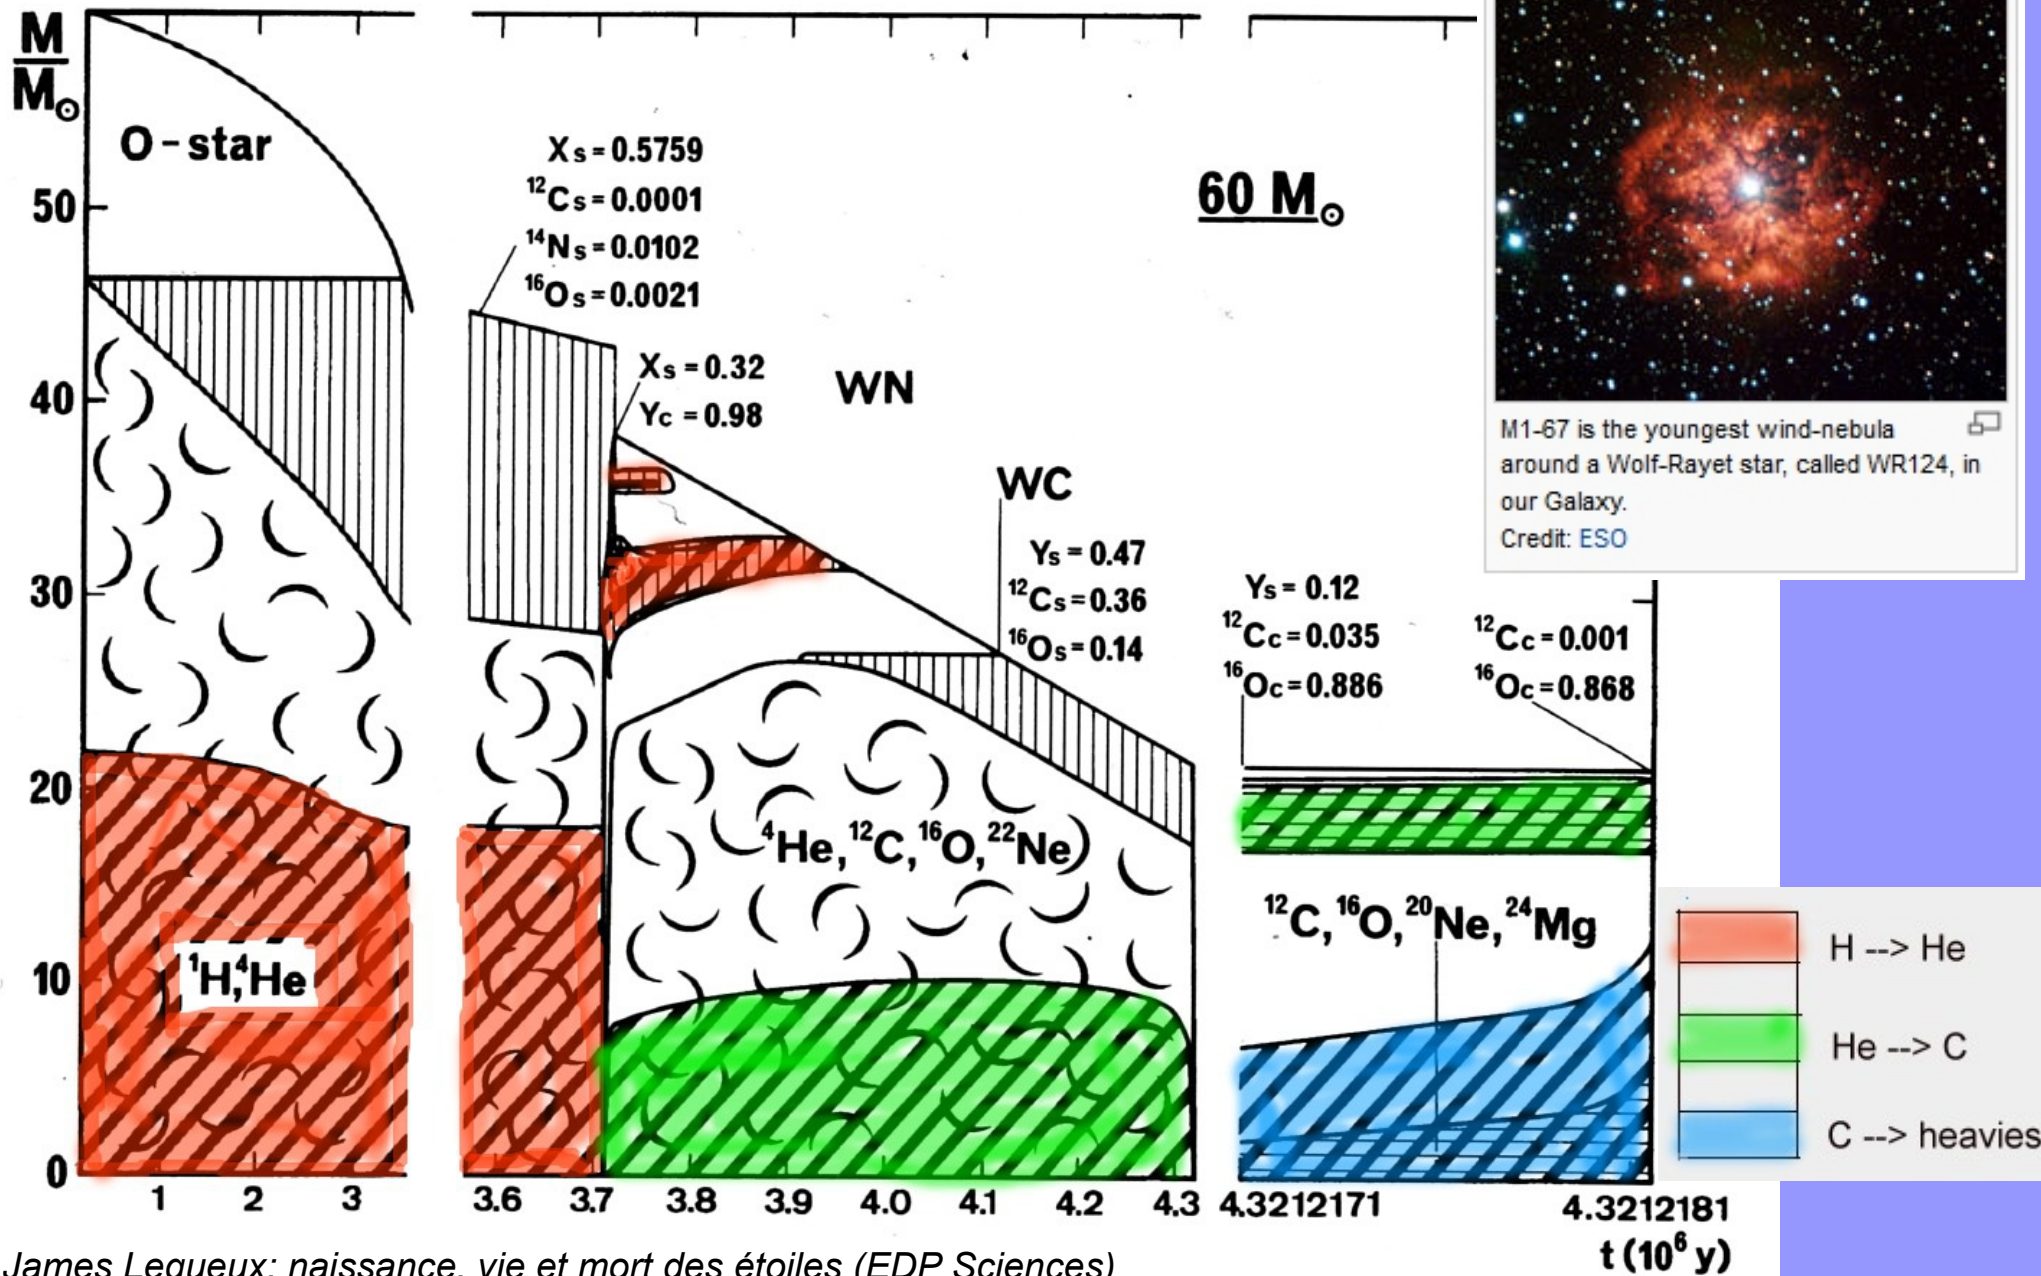 M
M☉
50
40
30
20
10
0
O-star
Xs = 0.5759
¹²Cs = 0.0001
¹⁴Ns = 0.0102
¹⁶Os = 0.0021
Xs = 0.32
Yc = 0.98
WN
WC
Ys = 0.47
¹²Cs = 0.36
¹⁶Os = 0.14
60 M☉
Ys = 0.12
¹²Cc = 0.035
¹⁶Oc = 0.886
¹²Cc = 0.001
¹⁶Oc = 0.868
M1-67 is the youngest wind-nebula
around a Wolf-Rayet star, called WR124, in
our Galaxy.
Credit: ESO
¹H,⁴He
⁴He,¹²C,¹⁶O,²²Ne)
¹²C,¹⁶O,²⁰Ne,²⁴Mg
H --> He
He --> C
C --> heavies
1 2 3 3.6 3.7 3.8 3.9 4.0 4.1 4.2 4.3 4.3212171 4.3212181
t (10⁶ y)
James Lequeux: naissance, vie et mort des étoiles (EDP Sciences)